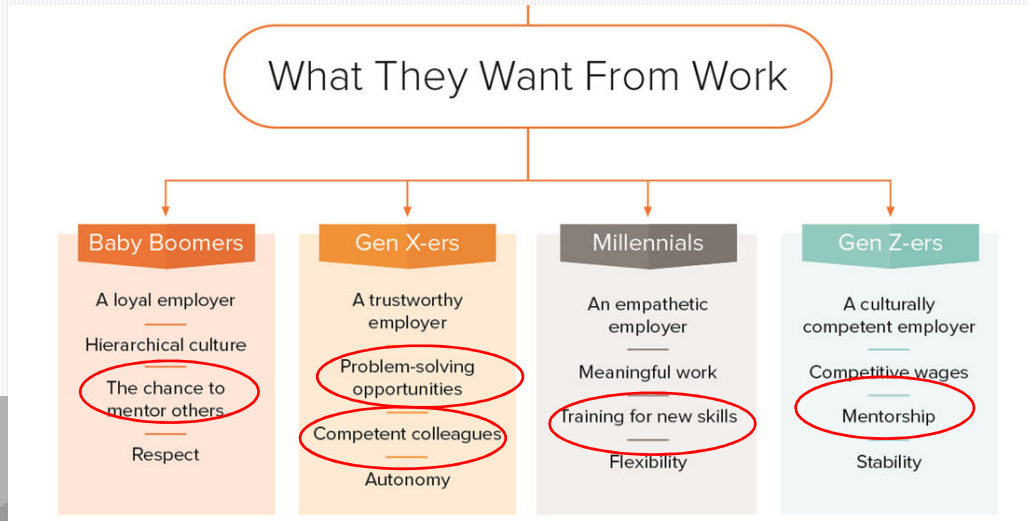 What They Want From Work
Baby Boomers
A loyal employer
Hierarchical culture
The chance to
mentor others
Respect
Gen X-ers
A trustworthy
employer
Problem-solving
opportunities
Competent colleagues
Autonomy
Millennials
An empathetic
employer
Meaningful work
Training for new skills
Flexibility
Gen Z-ers
A culturally
competent employer
Competitive wages
Mentorship
Stability